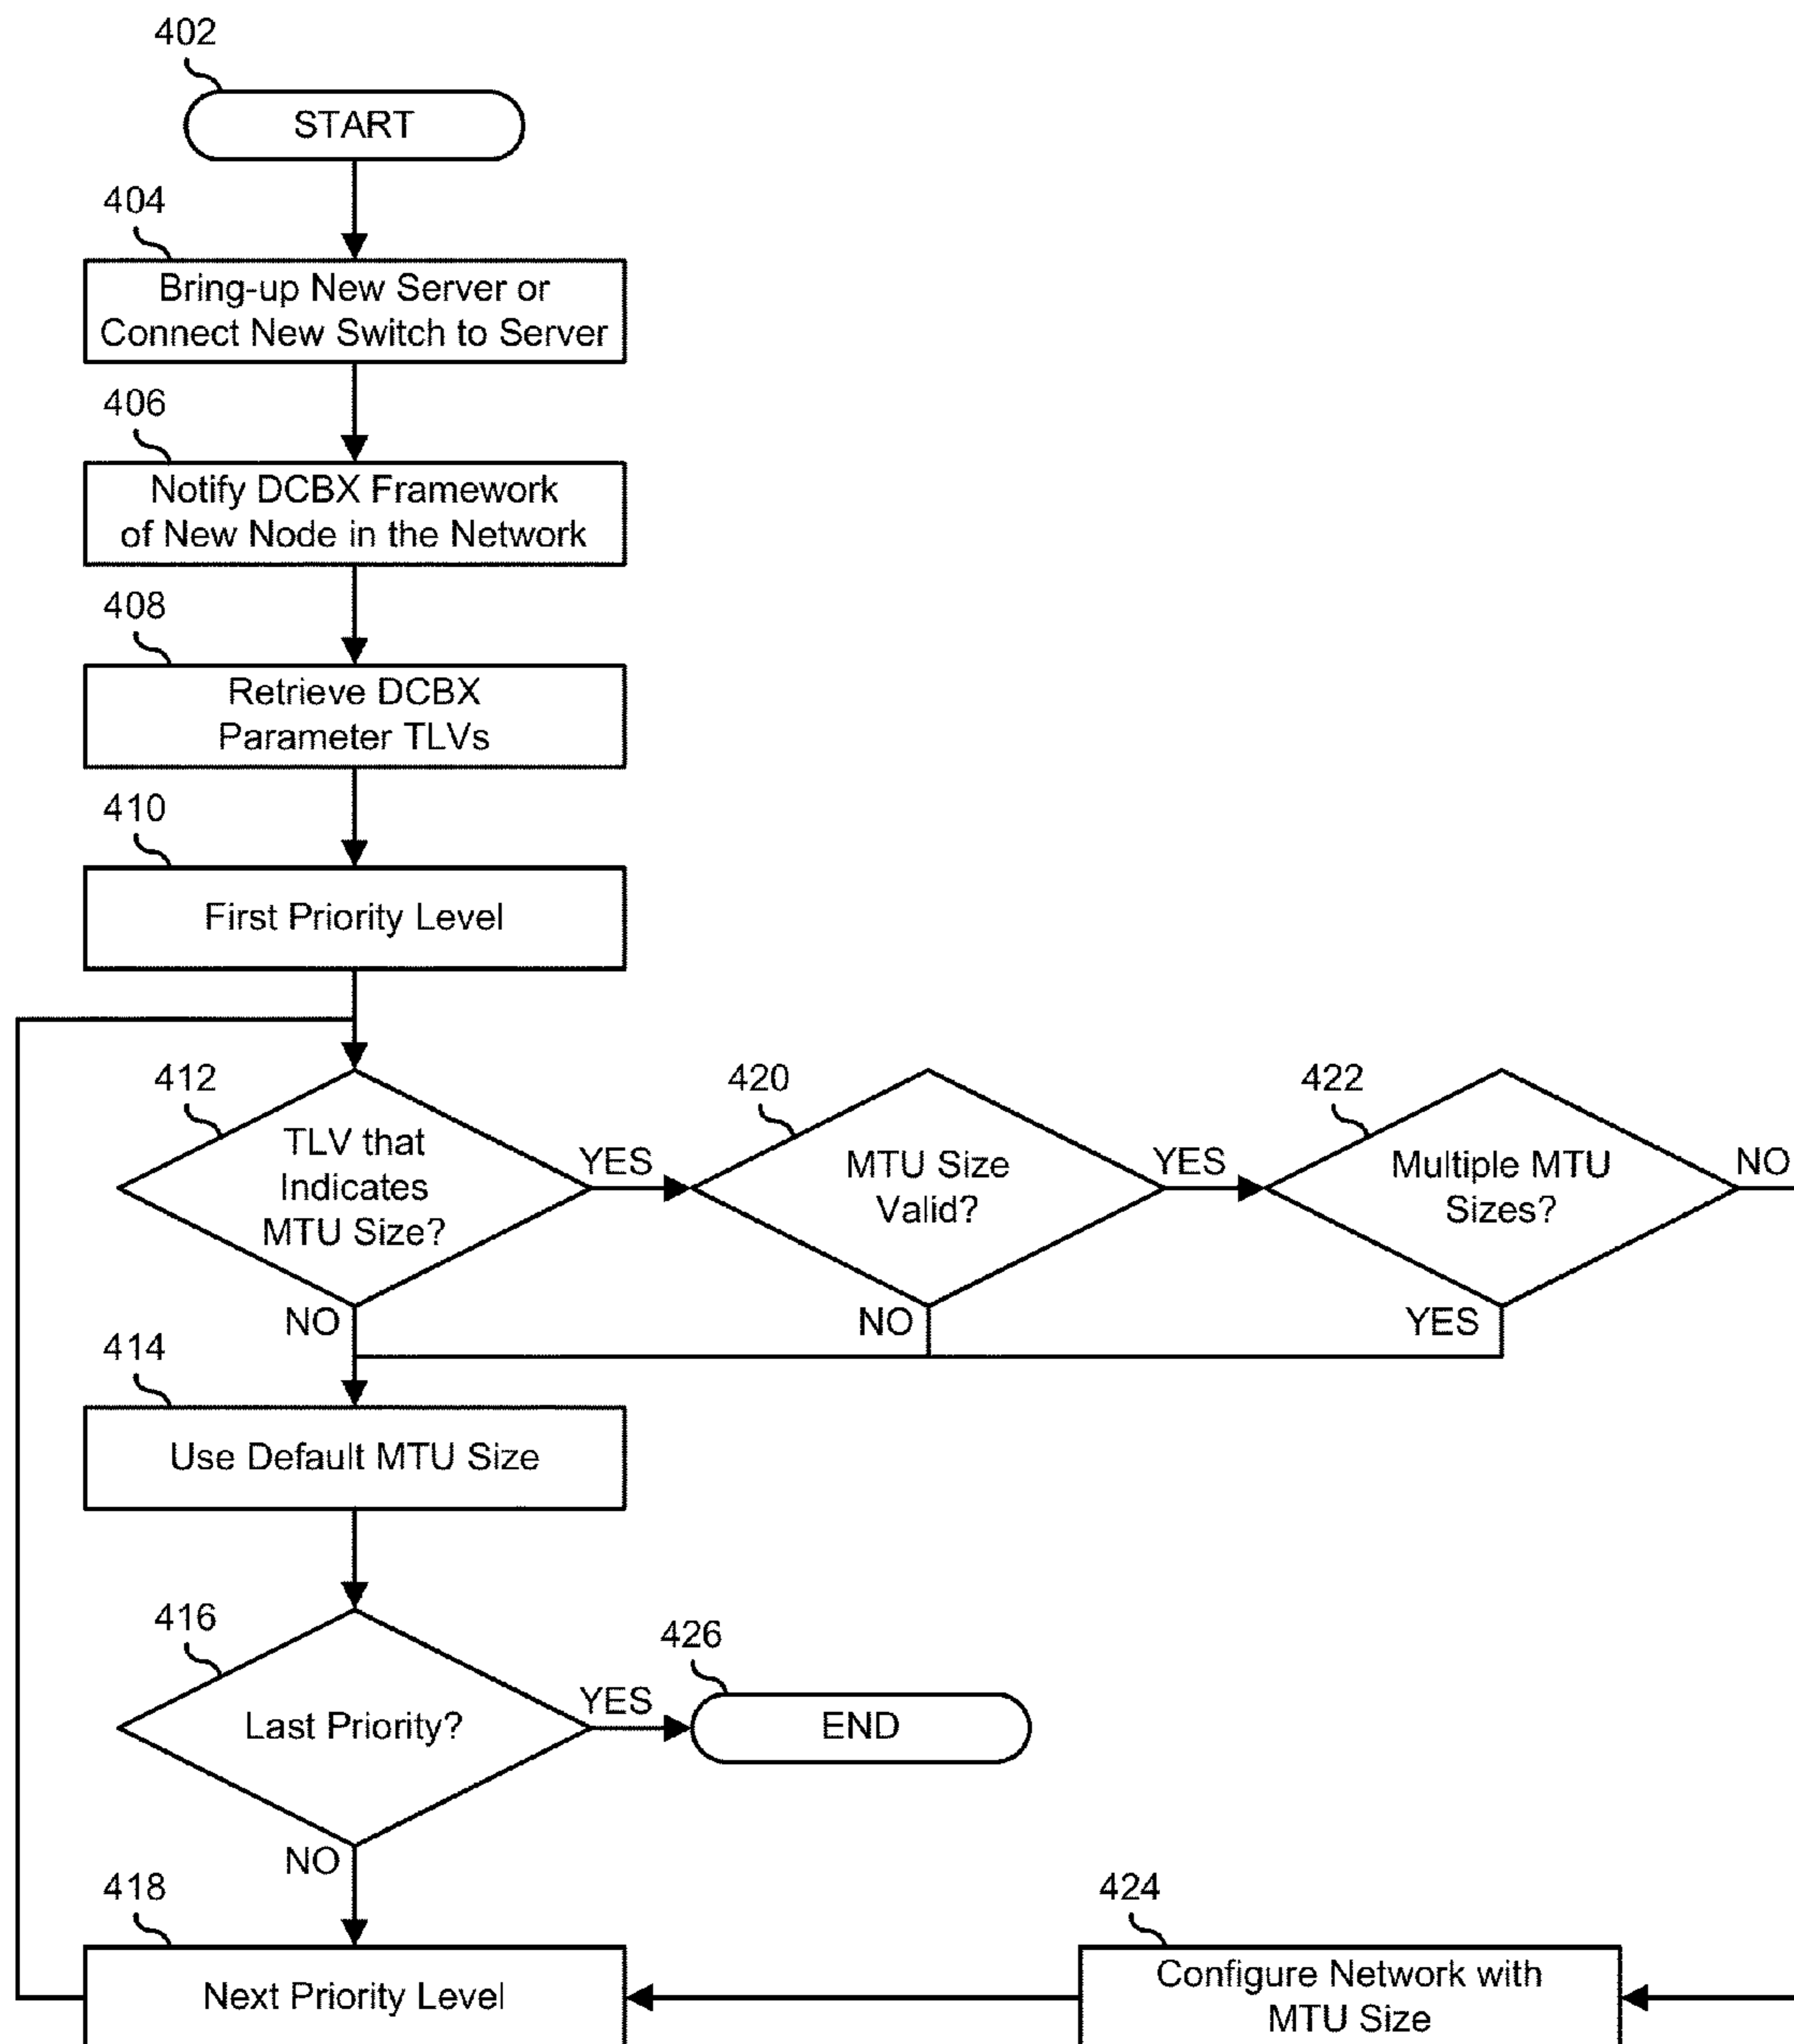 402
START
404
Bring-up New Server or
Connect New Switch to Server
406
Notify DCBX Framework
of New Node in the Network
408
Retrieve DCBX
Parameter TLVs
410
First Priority Level
412
TLV that
Indicates
MTU Size?
YES
NO
420
MTU Size
Valid?
YES
NO
422
Multiple MTU
Sizes?
NO
YES
414
Use Default MTU Size
416
Last Priority?
YES
NO
426
END
418
Next Priority Level
424
Configure Network with
MTU Size